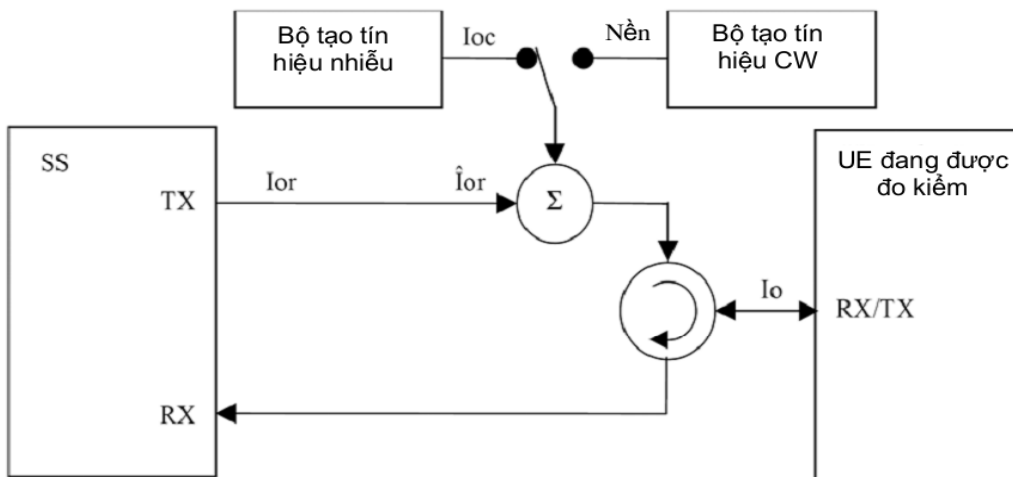 Bộ tạo tín
hiệu nhiễu
Ioc
Nền
Bộ tạo tín
hiệu CW
SS
TX
Ior
Îor
Σ
UE đang được
đo kiểm
Io
RX/TX
RX